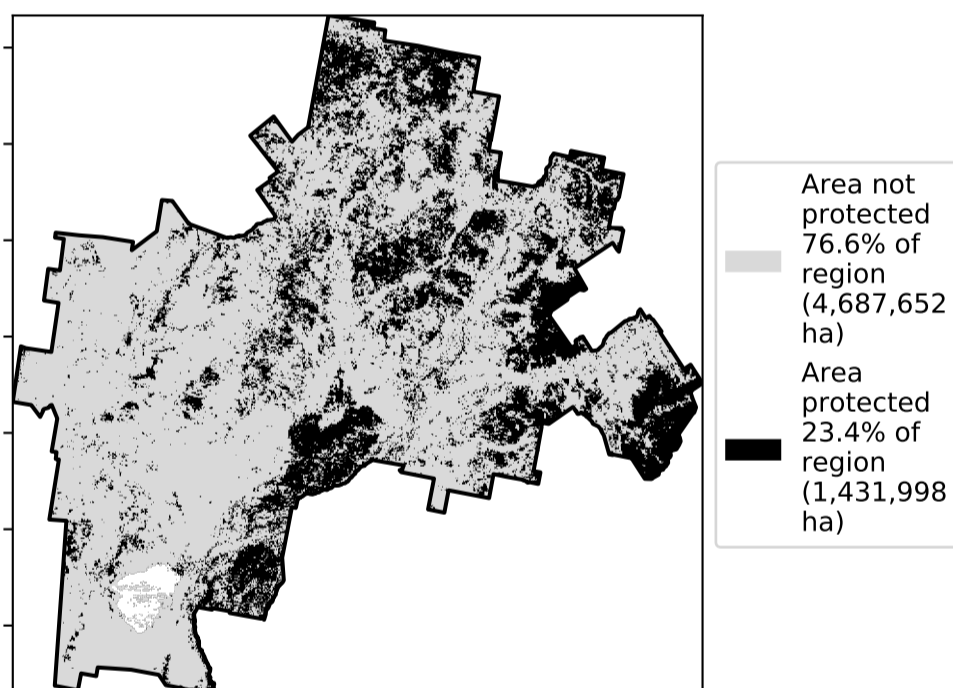 Area not
protected
76.6% of
region
(4,687,652
ha)
Area
protected
23.4% of
region
(1,431,998
ha)